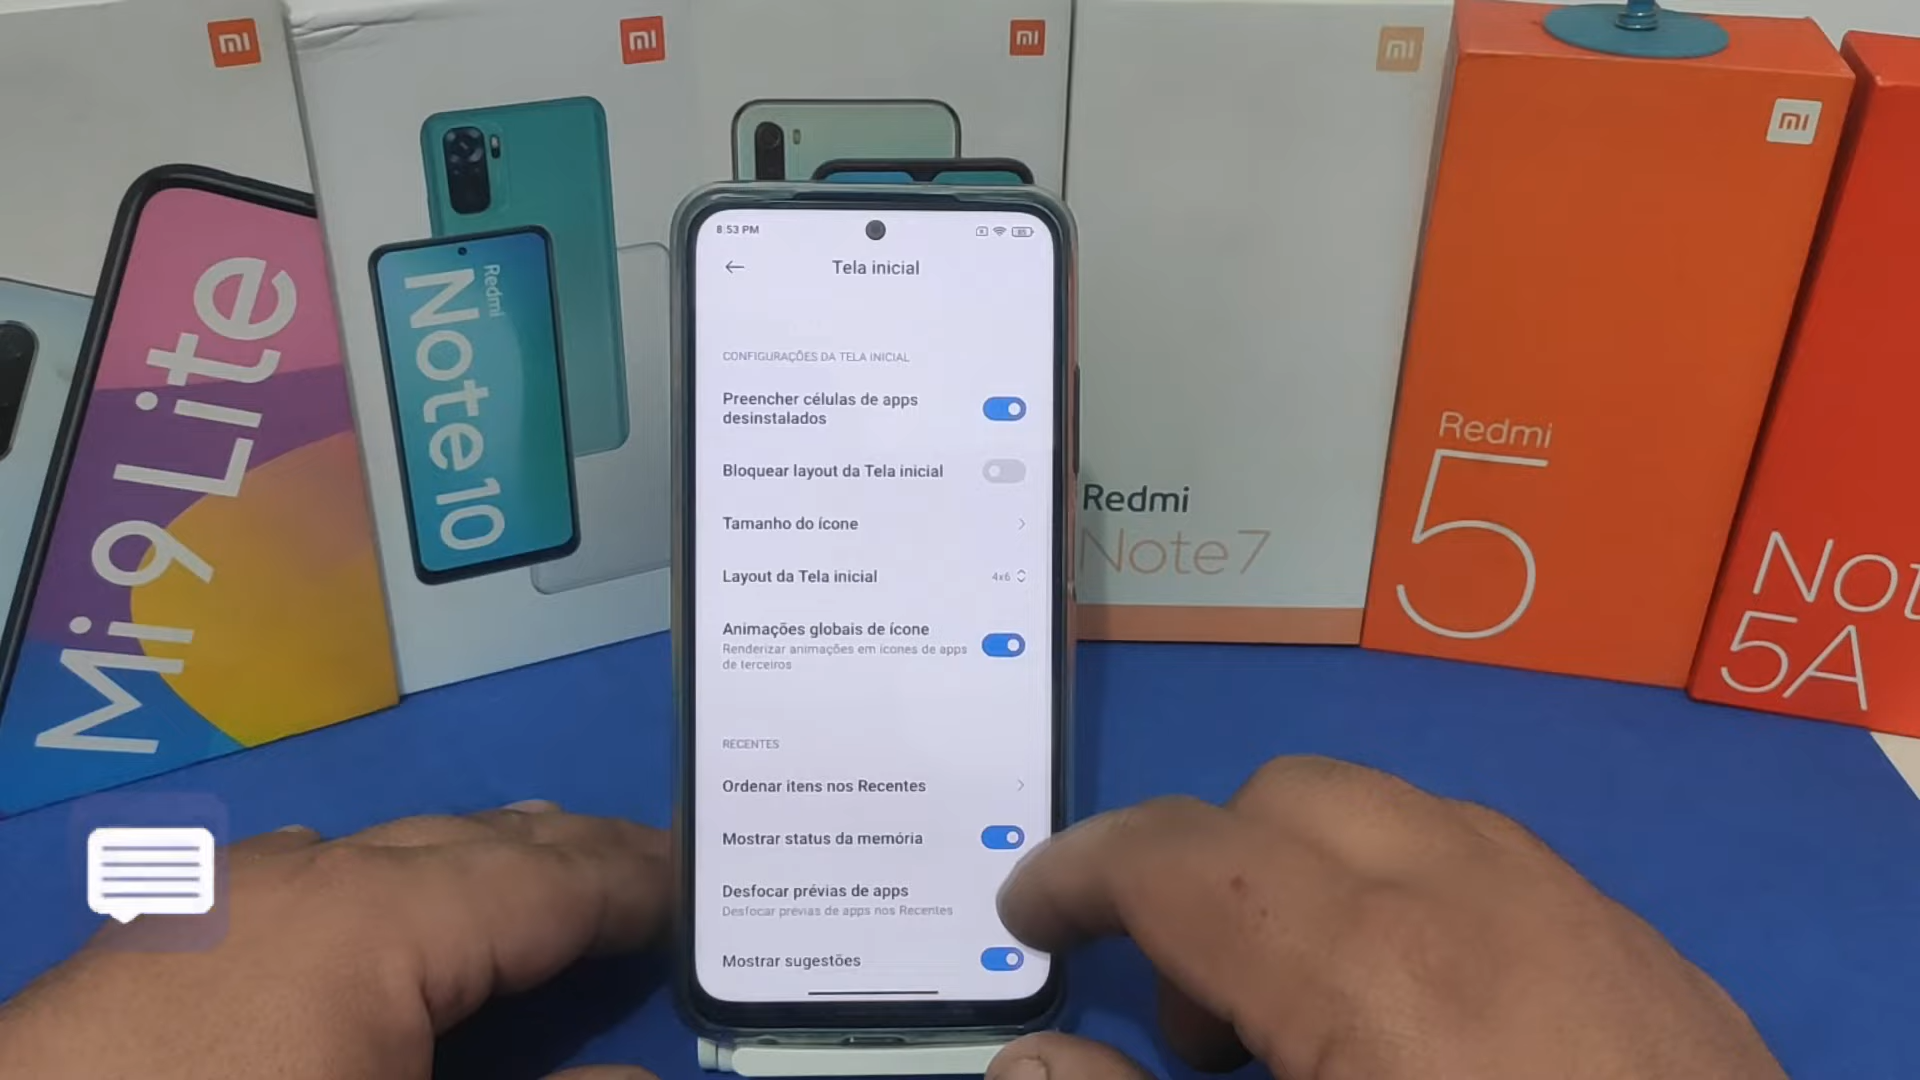 mi
mi
mi
mi
mi
Mi 9 Lite
Redmi
Note 10
Redmi
Note 7
Redmi
5
Not
5A
8:53 PM
85
Tela inicial
CONFIGURAÇÕES DA TELA INICIAL
Preencher células de apps
desinstalados
Bloquear layout da Tela inicial
Tamanho do ícone
Layout da Tela inicial 4x6
Animações globais de ícone
Renderizar animações em ícones de apps
de terceiros
RECENTES
Ordenar itens nos Recentes
Mostrar status da memória
Desfocar prévias de apps
Desfocar prévias de apps nos Recentes
Mostrar sugestões